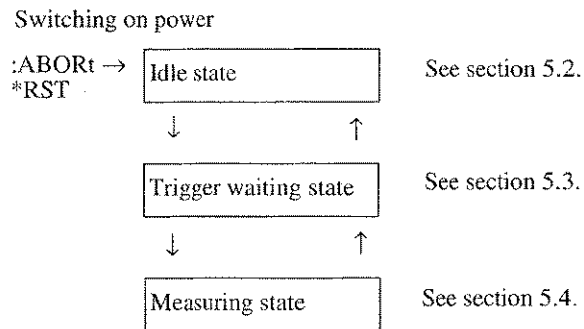 Switching on power
:ABORt → Idle state See section 5.2.
*RST
↓ ↑
Trigger waiting state See section 5.3.
↓ ↑
Measuring state See section 5.4.